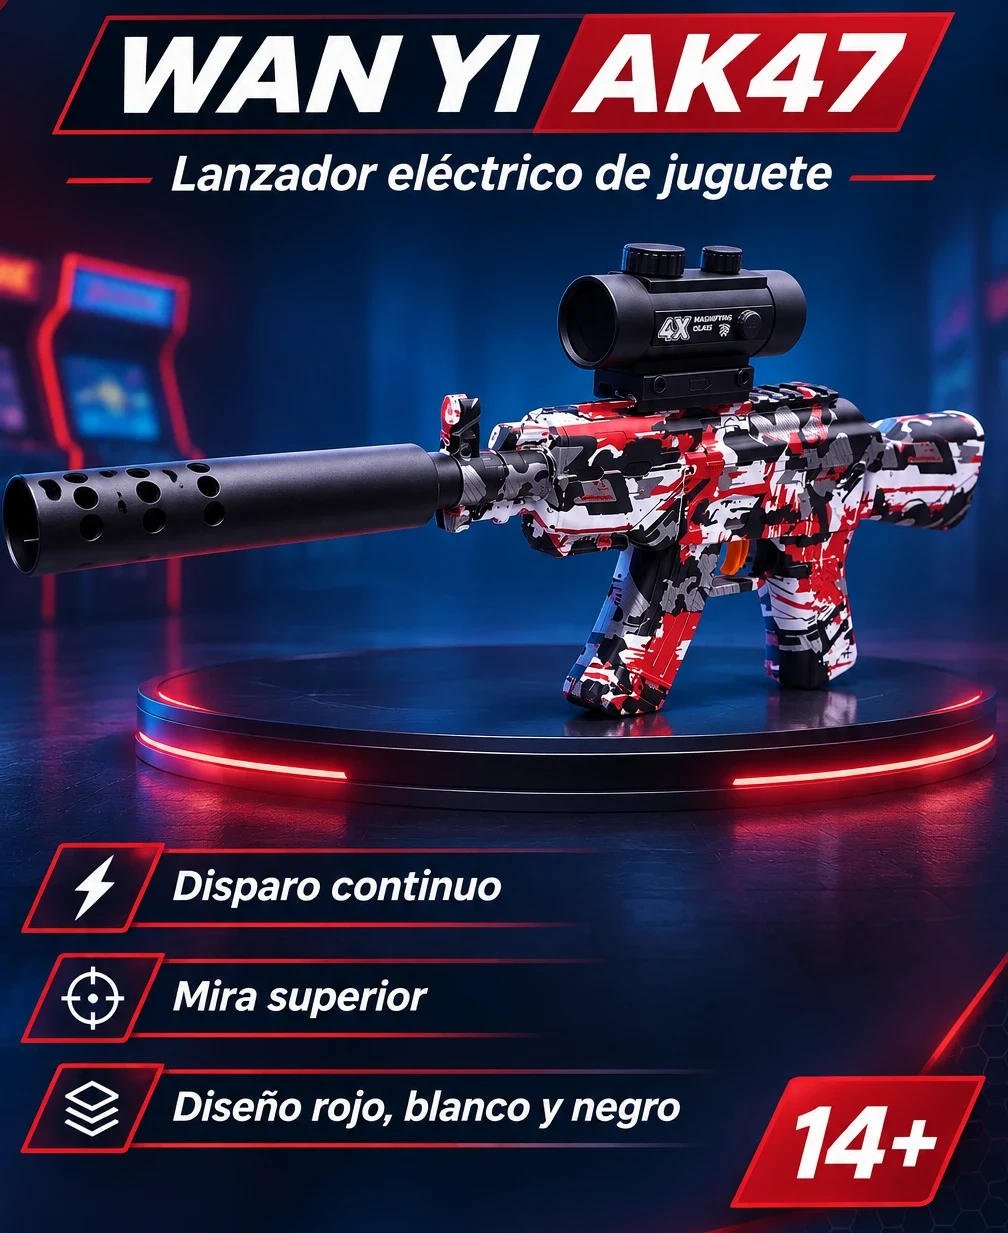 WAN YI AK47
Lanzador eléctrico de juguete
4X
Disparo continuo
Mira superior
Diseño rojo, blanco y negro
14+